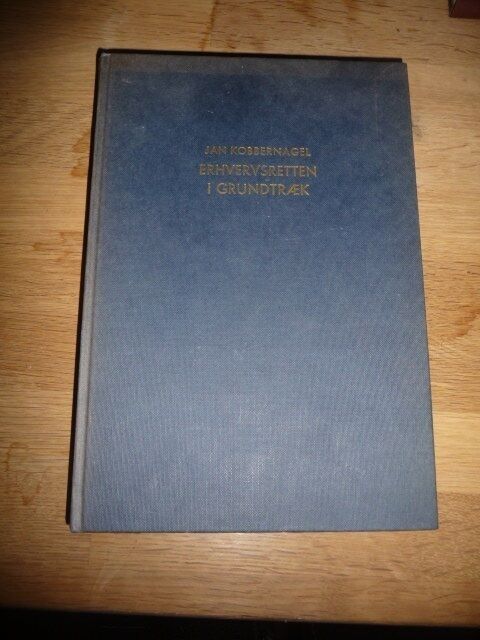 JAN KOBBERNAGEL
ERHVERVSRETTEN
I GRUNDTRÆK